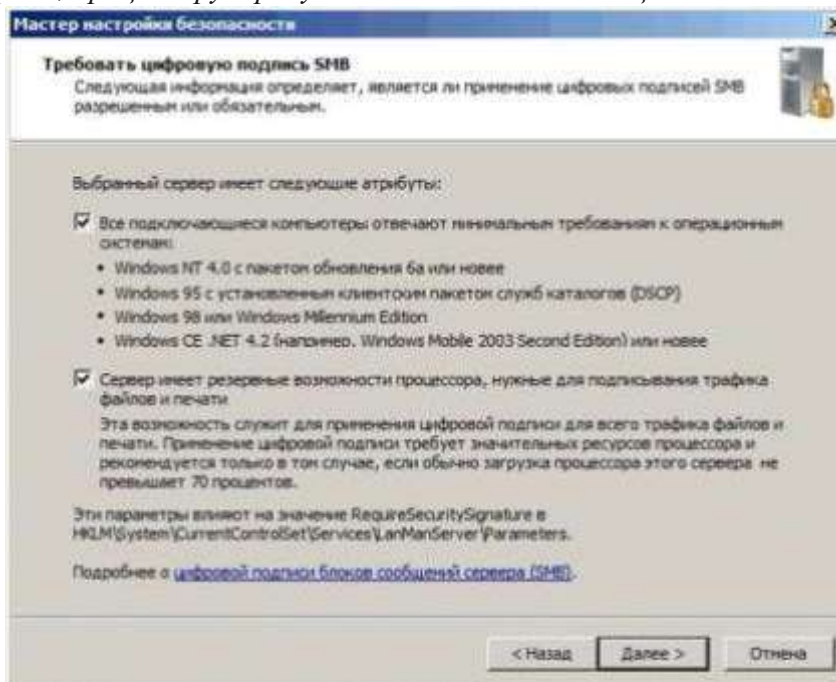 Мастер настройки безопасности
Требовать цифровую подпись SMB
Следующая информация определяет, является ли применение цифровых подписей SMB
разрешенным или обязательным.
Выбранный сервер имеет следующие атрибуты:
Все подключающиеся компьютеры отвечают минимальным требованиям к операционным
системам:
• Windows NT 4.0 с пакетом обновления 6a или новее
• Windows 95 с установленным клиентским пакетом служб каталогов (DSCP)
• Windows 98 или Windows Millennium Edition
• Windows CE .NET 4.2 (например, Windows Mobile 2003 Second Edition) или новее
Сервер имеет резервные возможности процессора, нужные для подписывания трафика
файлов и печати
Эта возможность служит для применения цифровой подписи для всего трафика файлов и
печати. Применение цифровой подписи требует значительных ресурсов процессора и
рекомендуется только в том случае, если обычно загрузка процессора этого сервера не
превышает 70 процентов.
Эти параметры влияют на значение RequireSecuritySignature в
HKLM\System\CurrentControlSet\Services\LanManServer\Parameters.
Подробнее о цифровой подписи блоков сообщений сервера (SMB).
< Назад
Далее >
Отмена